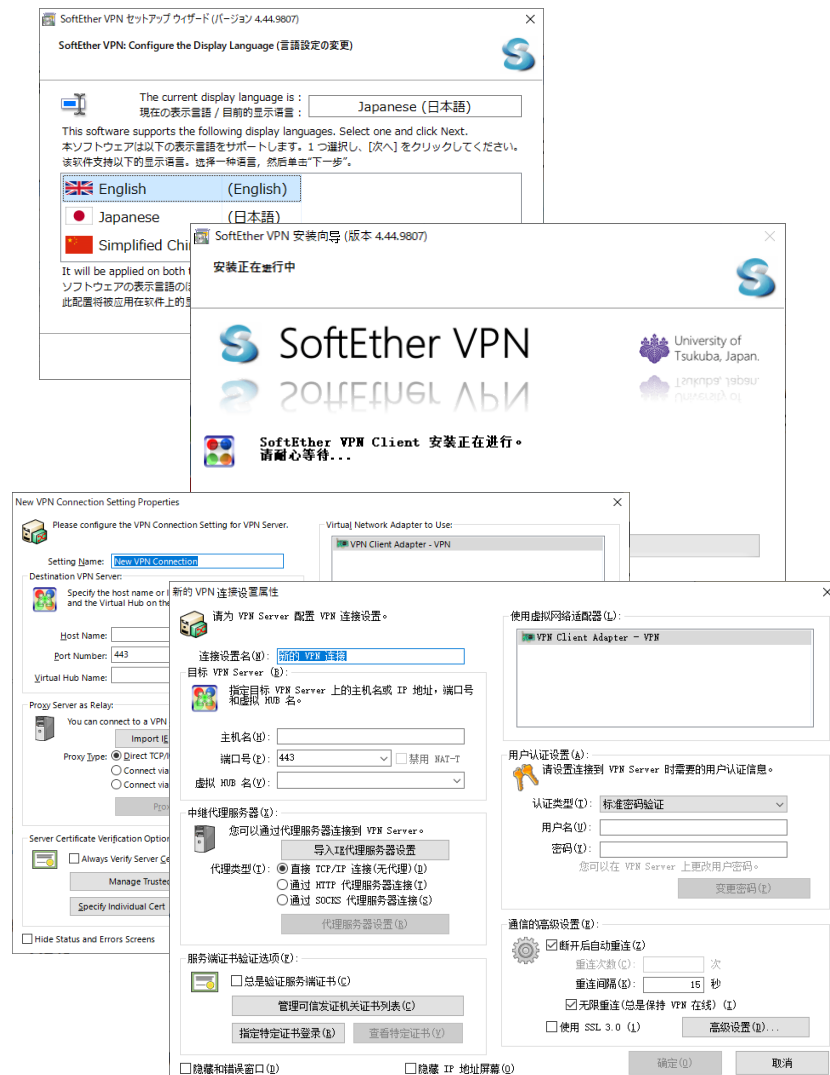 SoftEther VPN セットアップ ウィザード (バージョン 4.44.9807)
SoftEther VPN: Configure the Display Language (言語設定の変更)
The current display language is :
現在の表示言語 / 目前的显示语言 :
Japanese (日本語)
This software supports the following display languages. Select one and click Next.
本ソフトウェアは以下の表示言語をサポートします。1 つ選択し、[次へ] をクリックしてください。
该软件支持以下的显示语言。选择一种语言，然后单击“下一步”。
English (English)
Japanese (日本語)
Simplified Chi
It will be applied on both
ソフトウェアの表示言語の
此配置将被应用在软件上的
SoftEther VPN 安装向导 (版本 4.44.9807)
安装正在进行中
SoftEther VPN
University of
Tsukuba, Japan.
SoftEther VPN Client 安装正在进行。
请耐心等待...
New VPN Connection Setting Properties
Please configure the VPN Connection Setting for VPN Server.
Setting Name: New VPN Connection
Destination VPN Server:
Specify the host name or
and the Virtual Hub on the
Host Name:
Port Number: 443
Virtual Hub Name:
Proxy Server as Relay:
You can connect to a VPN
Import IE
Proxy Type: Direct TCP/
Connect via
Connect via
Server Certificate Verification Option
Always Verify Server Ce
Manage Trusted
Specify Individual Cert
Hide Status and Errors Screens
Virtual Network Adapter to Use:
VPN Client Adapter - VPN
新的 VPN 连接设置属性
请为 VPN Server 配置 VPN 连接设置。
连接设置名(N): 新的 VPN 连接
目标 VPN Server (B):
指定目标 VPN Server 上的主机名或 IP 地址，端口号
和虚拟 HUB 名。
主机名(H):
端口号(P): 443 禁用 NAT-T
虚拟 HUB 名(V):
中继代理服务器(X):
您可以通过代理服务器连接到 VPN Server。
导入IE代理服务器设置
代理类型(T): 直接 TCP/IP 连接(无代理)(D)
通过 HTTP 代理服务器连接(T)
通过 SOCKS 代理服务器连接(S)
代理服务器设置(R)
服务端证书验证选项(F):
总是验证服务端证书(C)
管理可信发证机关证书列表(C)
指定特定证书登录(R) 查看特定证书(Y)
隐藏和错误窗口(D) 隐藏 IP 地址屏幕(O)
使用虚拟网络适配器(L):
VPN Client Adapter - VPN
用户认证设置(A):
请设置连接到 VPN Server 时需要的用户认证信息。
认证类型(T): 标准密码验证
用户名(U):
密码(Y):
您可以在 VPN Server 上更改用户密码。
变更密码(P)
通信的高级设置(E):
断开后自动重连(Z)
重连次数(C): 次
重连间隔(K): 15 秒
无限重连(总是保持 VPN 在线) (I)
使用 SSL 3.0 (1) 高级设置(D)...
确定(O) 取消